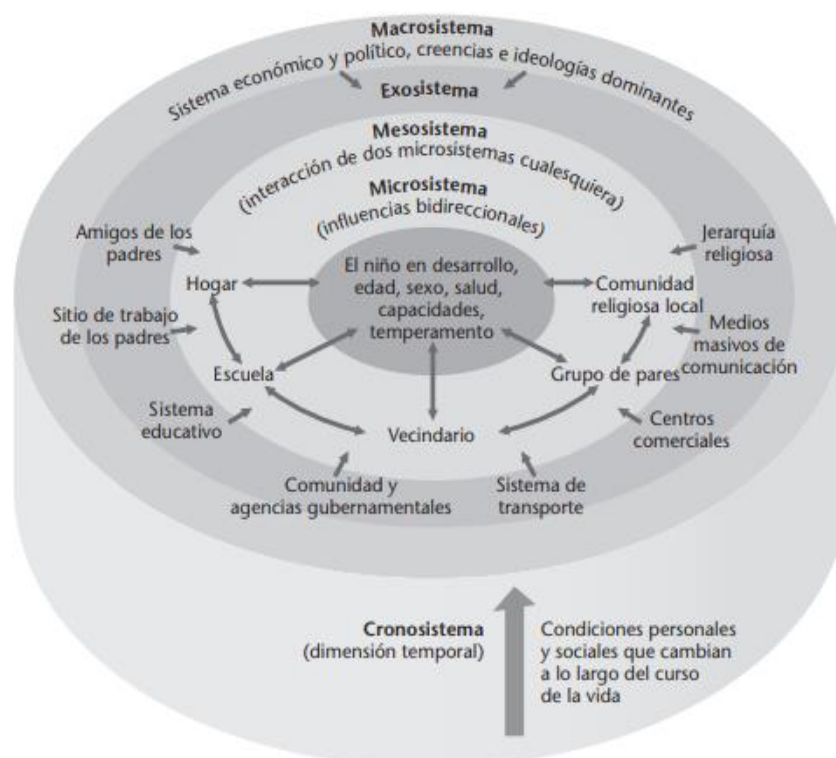 Macrosistema
Sistema económico y político, creencias e ideologías dominantes
Exosistema
Mesosistema
(interacción de dos microsistemas cualesquiera)
Microsistema
(influencias bidireccionales)
Amigos de los
padres
Jerarquía
religiosa
Hogar
El niño en desarrollo,
edad, sexo, salud,
capacidades,
temperamento
Comunidad
religiosa local
Sitio de trabajo
de los padres
Medios
masivos de
comunicación
Escuela
Grupo de pares
Sistema
educativo
Vecindario
Centros
comerciales
Comunidad y
agencias gubernamentales
Sistema de
transporte
Cronosistema
(dimensión temporal)
Condiciones personales
y sociales que cambian
a lo largo del curso
de la vida